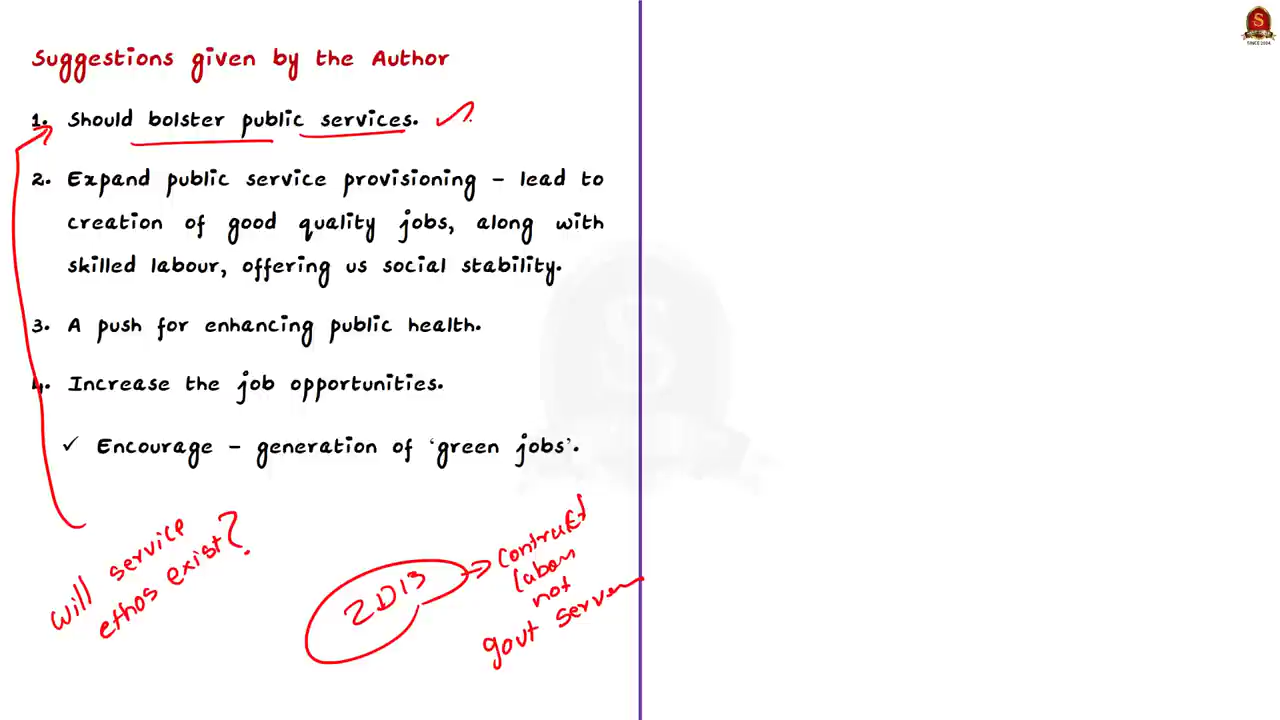 Suggestions given by the Author
1. Should bolster public services.
2. Expand public service provisioning – lead to
creation of good quality jobs, along with
skilled labour, offering us social stability.
3. A push for enhancing public health.
4. Increase the job opportunities.
✓ Encourage – generation of ‘green jobs’.
will service
ethos exist?
2013
contract
labour
not
govt
S
SINCE 2004